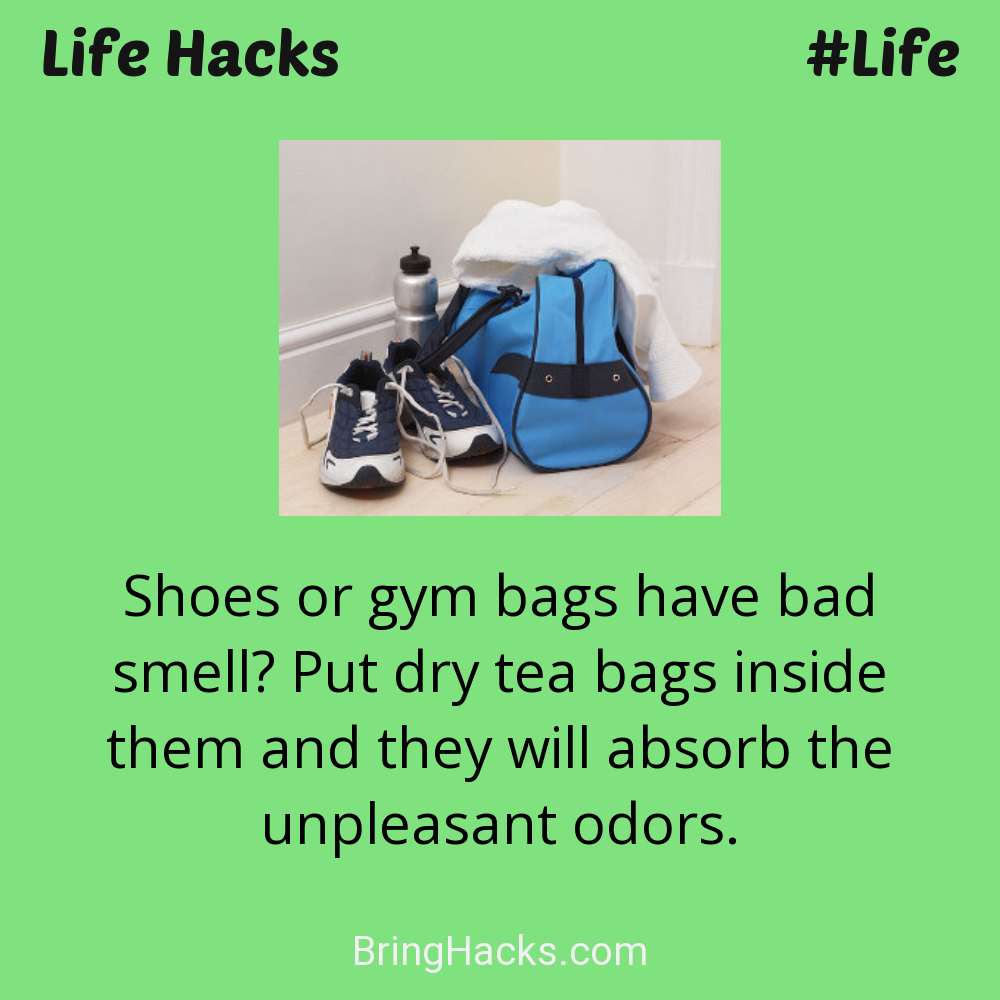 Life Hacks
#Life
Shoes or gym bags have bad
smell? Put dry tea bags inside
them and they will absorb the
unpleasant odors.
BringHacks.com